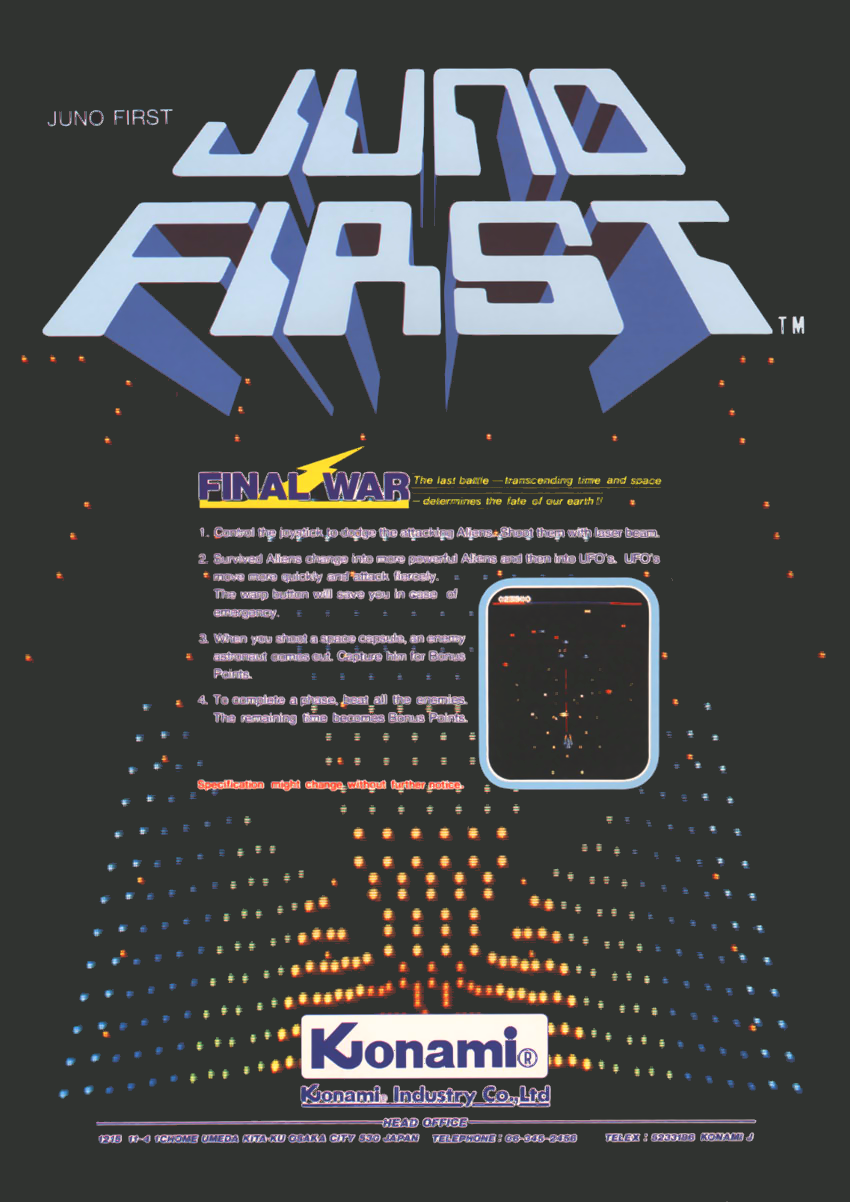 JUNO FIRST
JUNO
FIRST TM
FINAL WAR
The last battle — transcending time and space
— determines the fate of our earth!!
1. Control the joystick to dodge the attacking Aliens. Shoot them with laser beam.
2. Survived Aliens change into more powerful Aliens and then into UFO's. UFO's
move more quickly and attack fiercely.
The warp button will save you in case of
emergency.
3. When you shoot a space capsule, an enemy
astronaut comes out. Capture him for Bonus
Points.
4. To complete a phase, beat all the enemies.
The remaining time becomes Bonus Points.
Specification might change without further notice.
Konami®
Konami® Industry Co.,Ltd
HEAD OFFICE
11-4 1CHOME UMEDA KITA-KU OSAKA CITY 530 JAPAN TELEPHONE : 06-345-2456 TELEX : KONAMI J